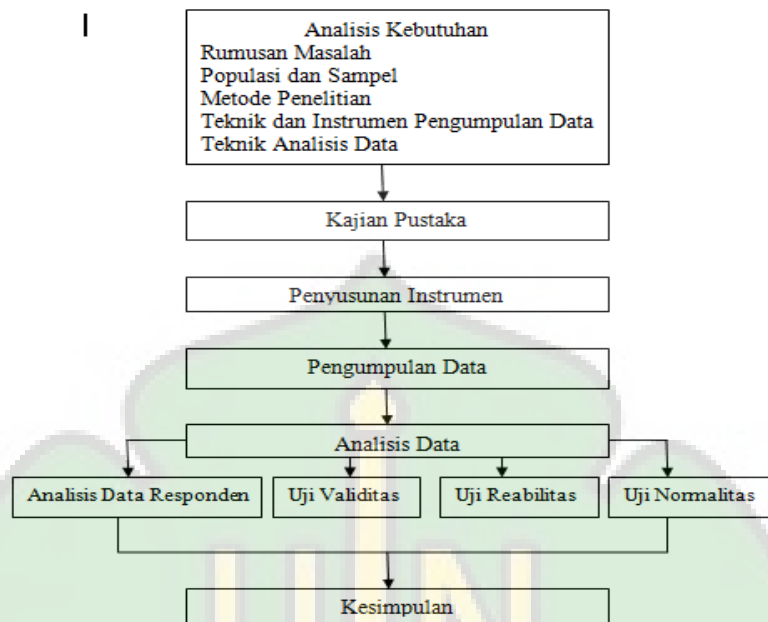 I
Analisis Kebutuhan
Rumusan Masalah
Populasi dan Sampel
Metode Penelitian
Teknik dan Instrumen Pengumpulan Data
Teknik Analisis Data
Kajian Pustaka
Penyusunan Instrumen
Pengumpulan Data
Analisis Data
Analisis Data Responden
Uji Validitas
Uji Reabilitas
Uji Normalitas
Kesimpulan